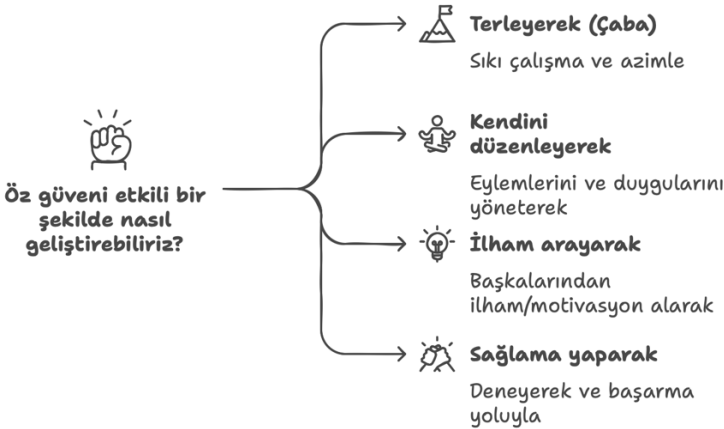 Öz güveni etkili bir
şekilde nasıl
geliştirebiliriz?
Terleyerek (Çaba)
Sıkı çalışma ve azimle
Kendini
düzenleyerek
Eylemlerini ve duygularını
yöneterek
İlham arayarak
Başkalarından
ilham/motivasyon alarak
Sağlama yaparak
Deneyerek ve başarma
yoluyla